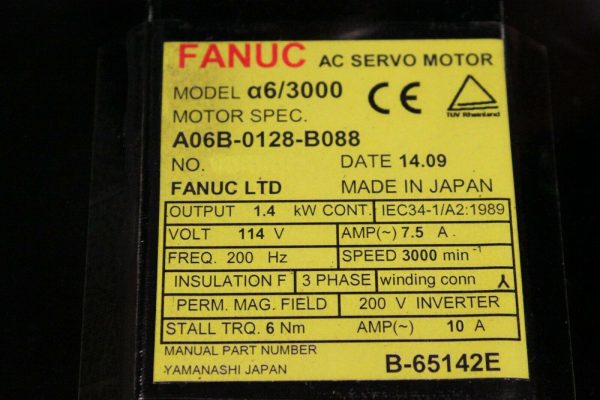 FANUC AC SERVO MOTOR
MODEL α6/3000
CE
TUV Rheinland
MOTOR SPEC.
A06B-0128-B088
NO. DATE 14.09
FANUC LTD MADE IN JAPAN
OUTPUT 1.4 kW CONT. IEC34-1/A2:1989
VOLT 114 V AMP(~) 7.5 A
FREQ. 200 Hz SPEED 3000 min⁻¹
INSULATION F 3 PHASE winding conn
PERM. MAG. FIELD 200 V INVERTER
STALL TRQ. 6 Nm AMP(~) 10 A
MANUAL PART NUMBER
YAMANASHI JAPAN B-65142E